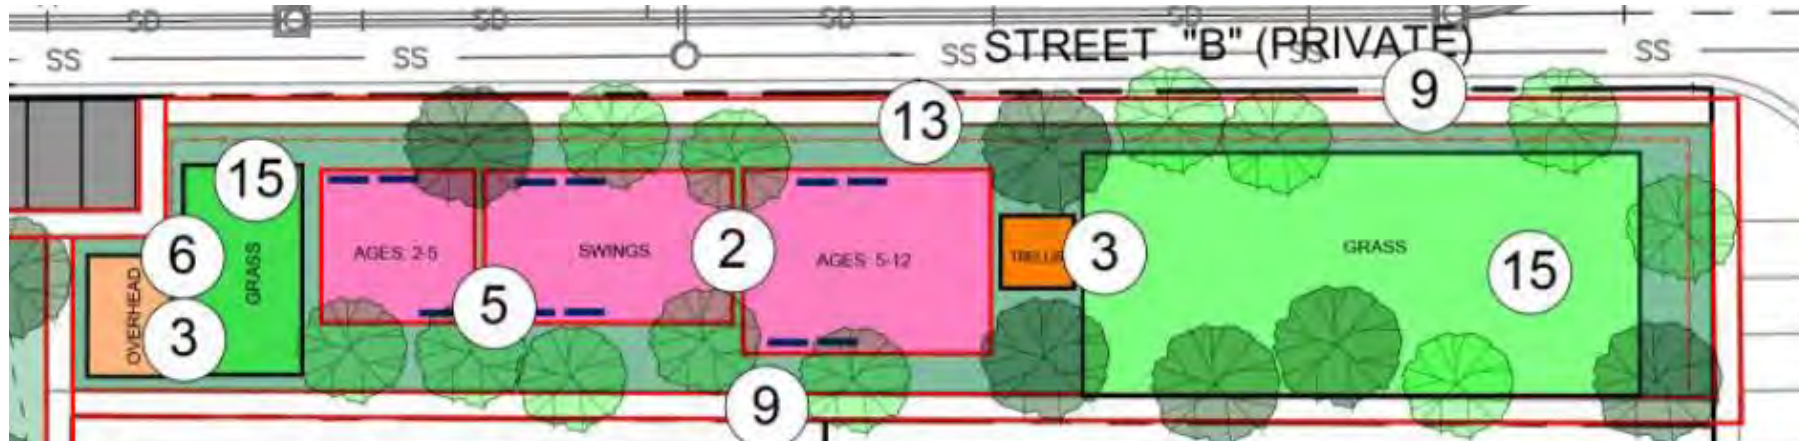 SD SD SD SD
SS SS SS STREET "B" (PRIVATE) SS SS
9
13
15
6
OVERHEAD
3
GRASS
AGES: 2-5
5
SWINGS
2
AGES: 5-12
9
TRELLIS
3
GRASS
15